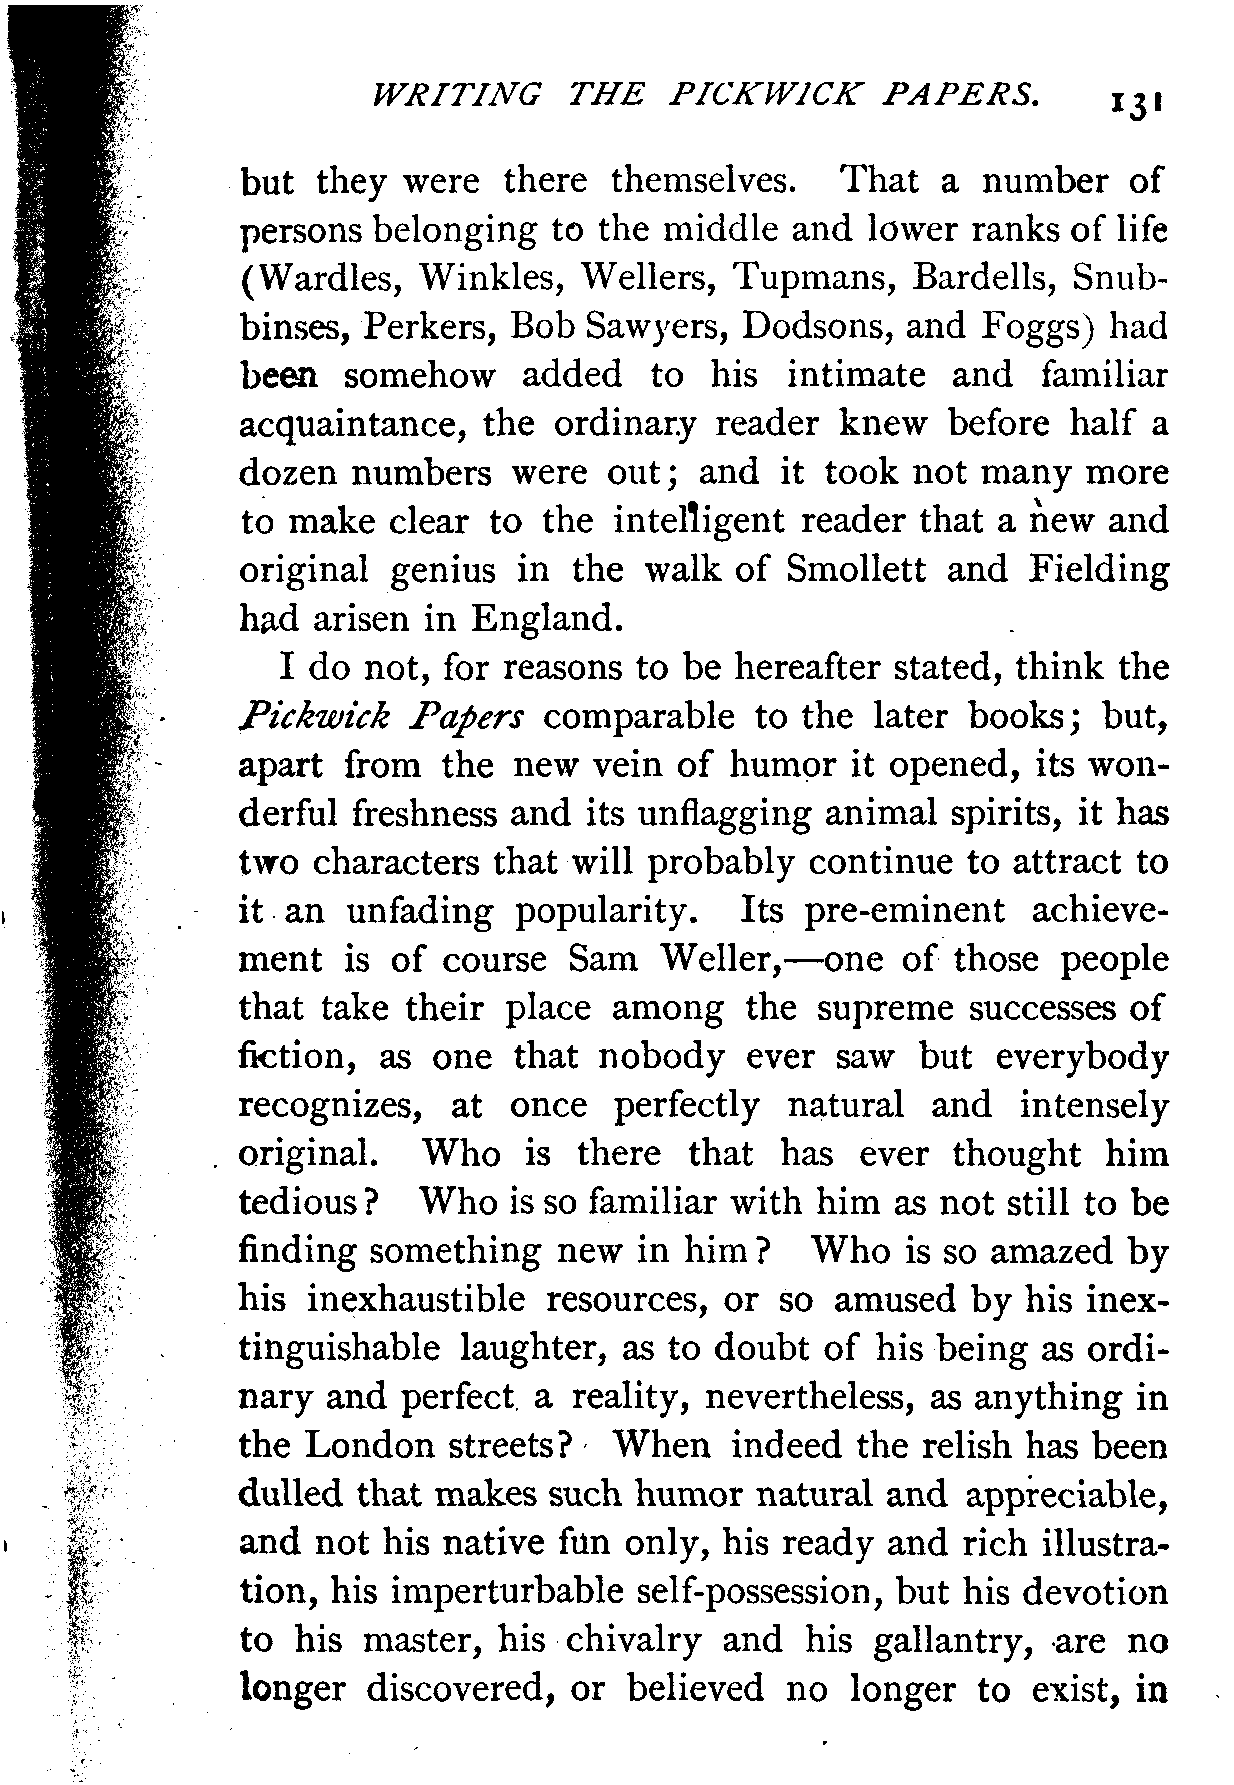 WRITING THE PICKWICK PAPERS. 131
but they were there themselves. That a number of
persons belonging to the middle and lower ranks of life
(Wardles, Winkles, Wellers, Tupmans, Bardells, Snub-
binses, Perkers, Bob Sawyers, Dodsons, and Foggs) had
been somehow added to his intimate and familiar
acquaintance, the ordinary reader knew before half a
dozen numbers were out; and it took not many more
to make clear to the intelligent reader that a new and
original genius in the walk of Smollett and Fielding
had arisen in England.
I do not, for reasons to be hereafter stated, think the
Pickwick Papers comparable to the later books; but,
apart from the new vein of humor it opened, its won-
derful freshness and its unflagging animal spirits, it has
two characters that will probably continue to attract to
it an unfading popularity. Its pre-eminent achieve-
ment is of course Sam Weller,—one of those people
that take their place among the supreme successes of
fiction, as one that nobody ever saw but everybody
recognizes, at once perfectly natural and intensely
original. Who is there that has ever thought him
tedious? Who is so familiar with him as not still to be
finding something new in him? Who is so amazed by
his inexhaustible resources, or so amused by his inex-
tinguishable laughter, as to doubt of his being as ordi-
nary and perfect a reality, nevertheless, as anything in
the London streets? When indeed the relish has been
dulled that makes such humor natural and appreciable,
and not his native fun only, his ready and rich illustra-
tion, his imperturbable self-possession, but his devotion
to his master, his chivalry and his gallantry, are no
longer discovered, or believed no longer to exist, in